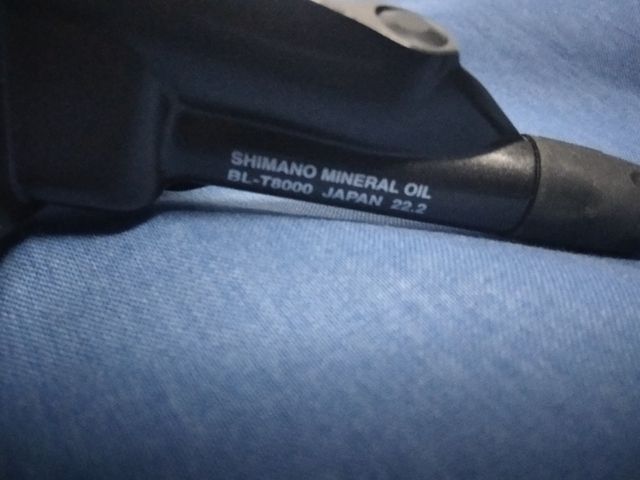 SHIMANO MINERAL OIL
BL-T8000 JAPAN 22.2